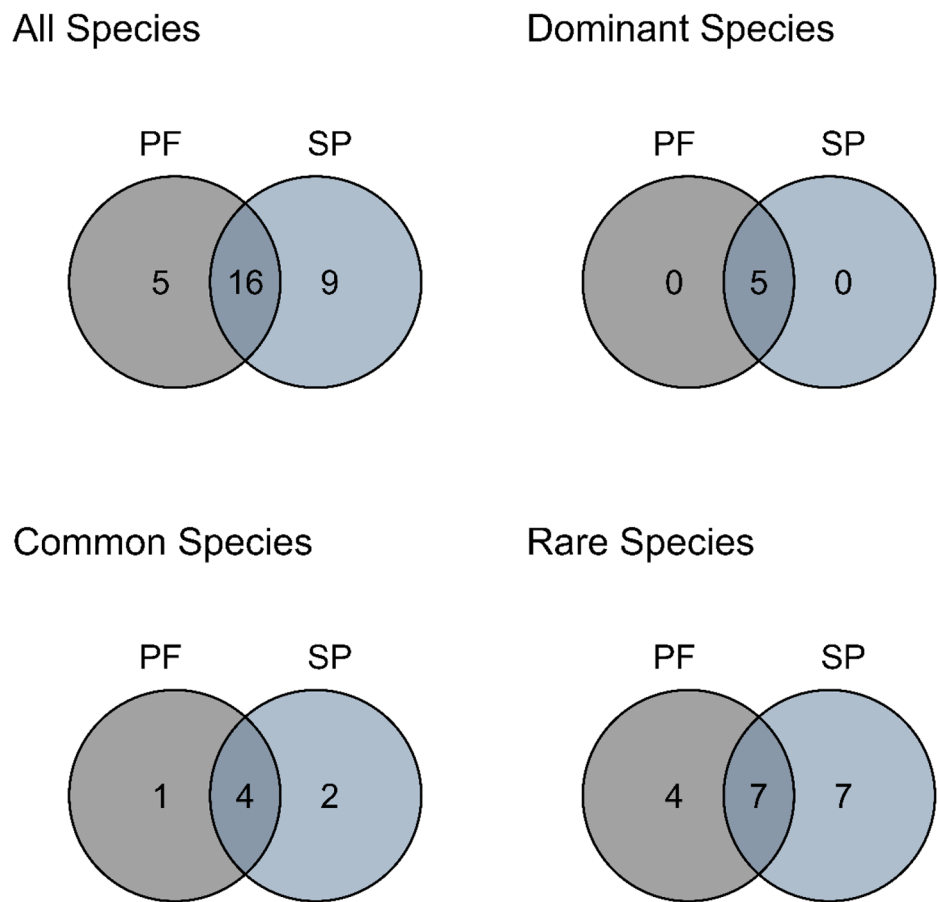 All Species
Dominant Species
PF SP
PF SP
5 16 9
0 5 0
Common Species
Rare Species
PF SP
PF SP
1 4 2
4 7 7